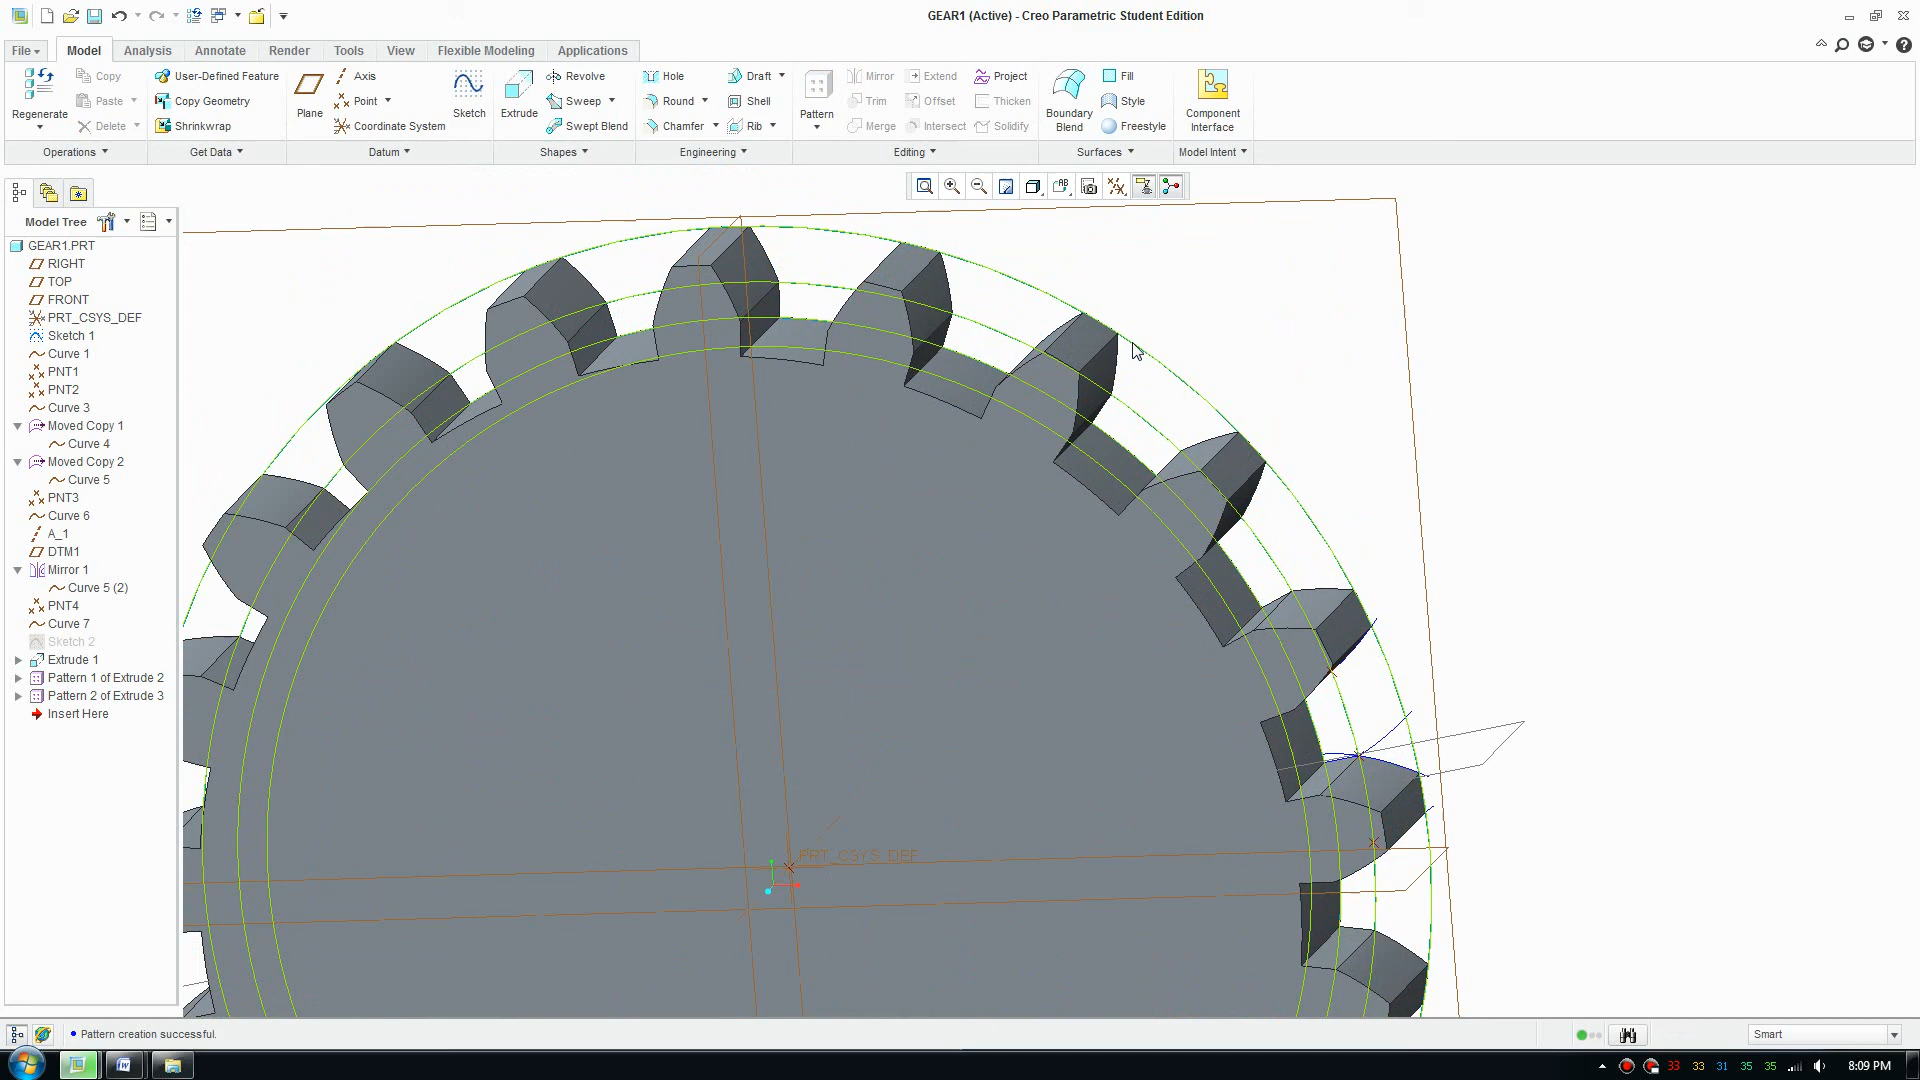 GEAR1 (Active) - Creo Parametric Student Edition
File Model Analysis Annotate Render Tools View Flexible Modeling Applications
Regenerate
Copy
Paste
Delete
Operations
User-Defined Feature
Copy Geometry
Shrinkwrap
Get Data
Plane
Axis
Point
Coordinate System
Sketch
Datum
Extrude
Revolve
Sweep
Swept Blend
Shapes
Hole
Round
Chamfer
Draft
Shell
Rib
Engineering
Pattern
Mirror
Trim
Merge
Extend
Offset
Intersect
Project
Thicken
Solidify
Editing
Boundary
Blend
Fill
Style
Freestyle
Surfaces
Component
Interface
Model Intent
Model Tree
GEAR1.PRT
RIGHT
TOP
FRONT
PRT_CSYS_DEF
Sketch 1
Curve 1
PNT1
PNT2
Curve 3
Moved Copy 1
Curve 4
Moved Copy 2
Curve 5
PNT3
Curve 6
A_1
DTM1
Mirror 1
Curve 5 (2)
PNT4
Curve 7
Sketch 2
Extrude 1
Pattern 1 of Extrude 2
Pattern 2 of Extrude 3
Insert Here
PRT_CSYS_DEF
Pattern creation successful.
Smart
33 33 31 35 35
8:09 PM